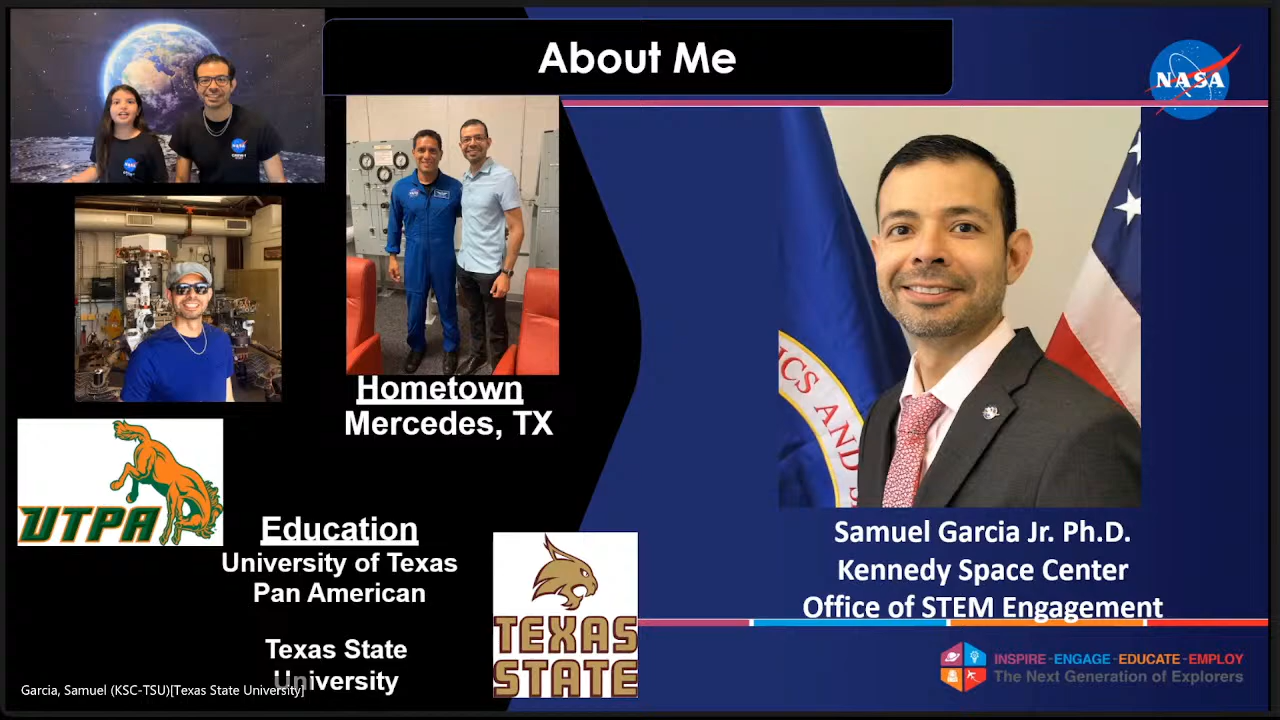 About Me
NASA
Hometown
Mercedes, TX
ICS AND
UTPA
Education
University of Texas
Pan American
Texas State
University
TEXAS
STATE
Samuel Garcia Jr. Ph.D.
Kennedy Space Center
Office of STEM Engagement
INSPIRE - ENGAGE - EDUCATE - EMPLOY
The Next Generation of Explorers
Garcia, Samuel (KSC-TSU)[Texas State University]